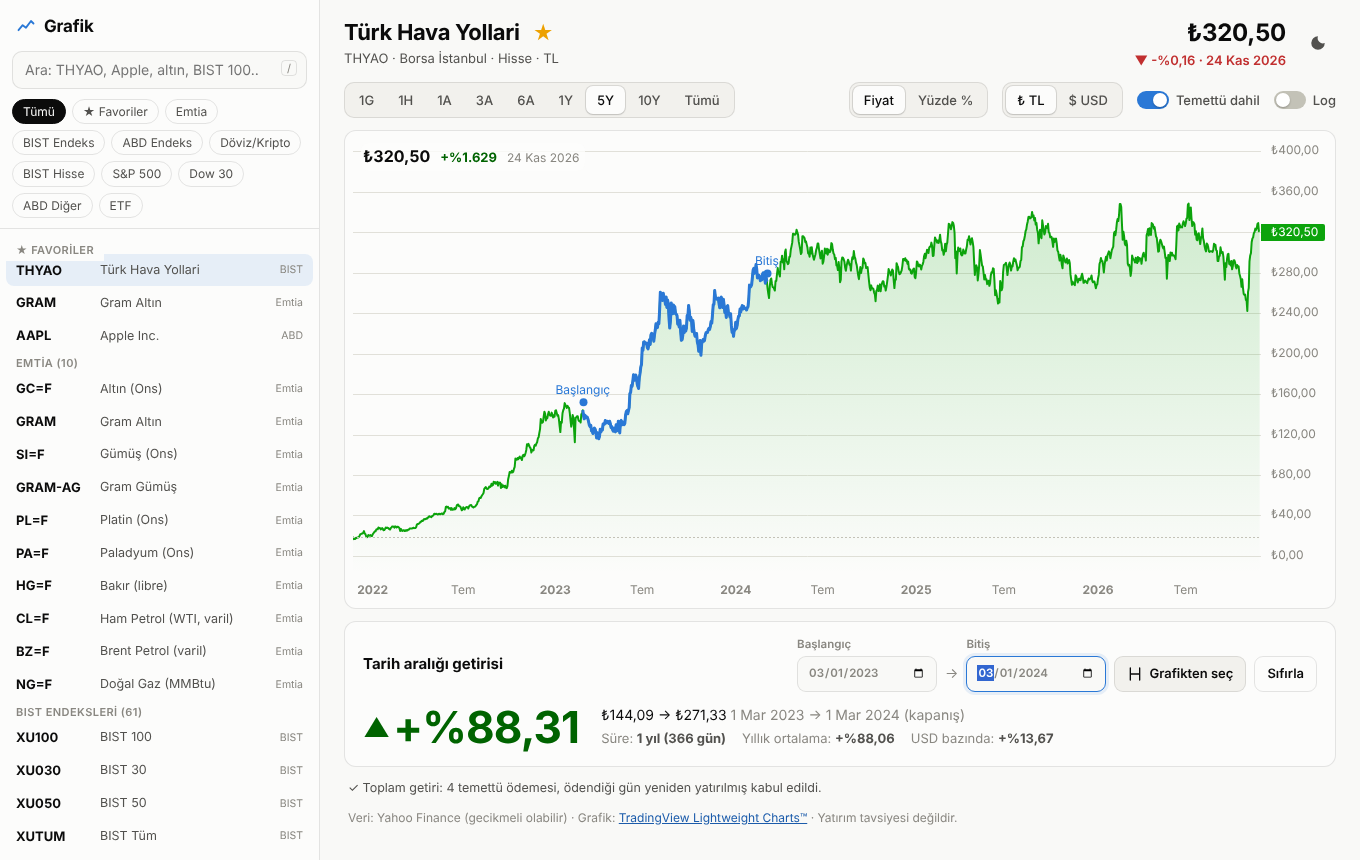 Grafik
Ara: THYAO, Apple, altın, BIST 100..
/
Tümü
★ Favoriler
Emtia
BIST Endeks
ABD Endeks
Döviz/Kripto
BIST Hisse
S&P 500
Dow 30
ABD Diğer
ETF
★ FAVORİLER
THYAO Türk Hava Yollari BIST
GRAM Gram Altın Emtia
AAPL Apple Inc. ABD
EMTİA (10)
GC=F Altın (Ons) Emtia
GRAM Gram Altın Emtia
SI=F Gümüş (Ons) Emtia
GRAM-AG Gram Gümüş Emtia
PL=F Platin (Ons) Emtia
PA=F Paladyum (Ons) Emtia
HG=F Bakır (libre) Emtia
CL=F Ham Petrol (WTI, varil) Emtia
BZ=F Brent Petrol (varil) Emtia
NG=F Doğal Gaz (MMBtu) Emtia
BIST ENDEKSLERİ (61)
XU100 BIST 100 BIST
XU030 BIST 30 BIST
XU050 BIST 50 BIST
XUTUM BIST Tüm BIST
Türk Hava Yollari ★
THYAO · Borsa İstanbul · Hisse · TL
₺320,50
▼ -%0,16 · 24 Kas 2026
1G 1H 1A 3A 6A 1Y 5Y 10Y Tümü
Fiyat Yüzde %
₺ TL $ USD
Temettü dahil
Log
₺320,50 +%1.629 24 Kas 2026
₺400,00
₺360,00
₺320,50
₺280,00
₺240,00
₺200,00
₺160,00
₺120,00
₺80,00
₺40,00
₺0,00
Bitiş
Başlangıç
2022 Tem 2023 Tem 2024 Tem 2025 Tem 2026 Tem
Tarih aralığı getirisi
Başlangıç
03/01/2023
→
Bitiş
03/01/2024
Grafikten seç
Sıfırla
▲+%88,31
₺144,09 → ₺271,33 1 Mar 2023 → 1 Mar 2024 (kapanış)
Süre: 1 yıl (366 gün) Yıllık ortalama: +%88,06 USD bazında: +%13,67
✓ Toplam getiri: 4 temettü ödemesi, ödendiği gün yeniden yatırılmış kabul edildi.
Veri: Yahoo Finance (gecikmeli olabilir) · Grafik: TradingView Lightweight Charts™ · Yatırım tavsiyesi değildir.